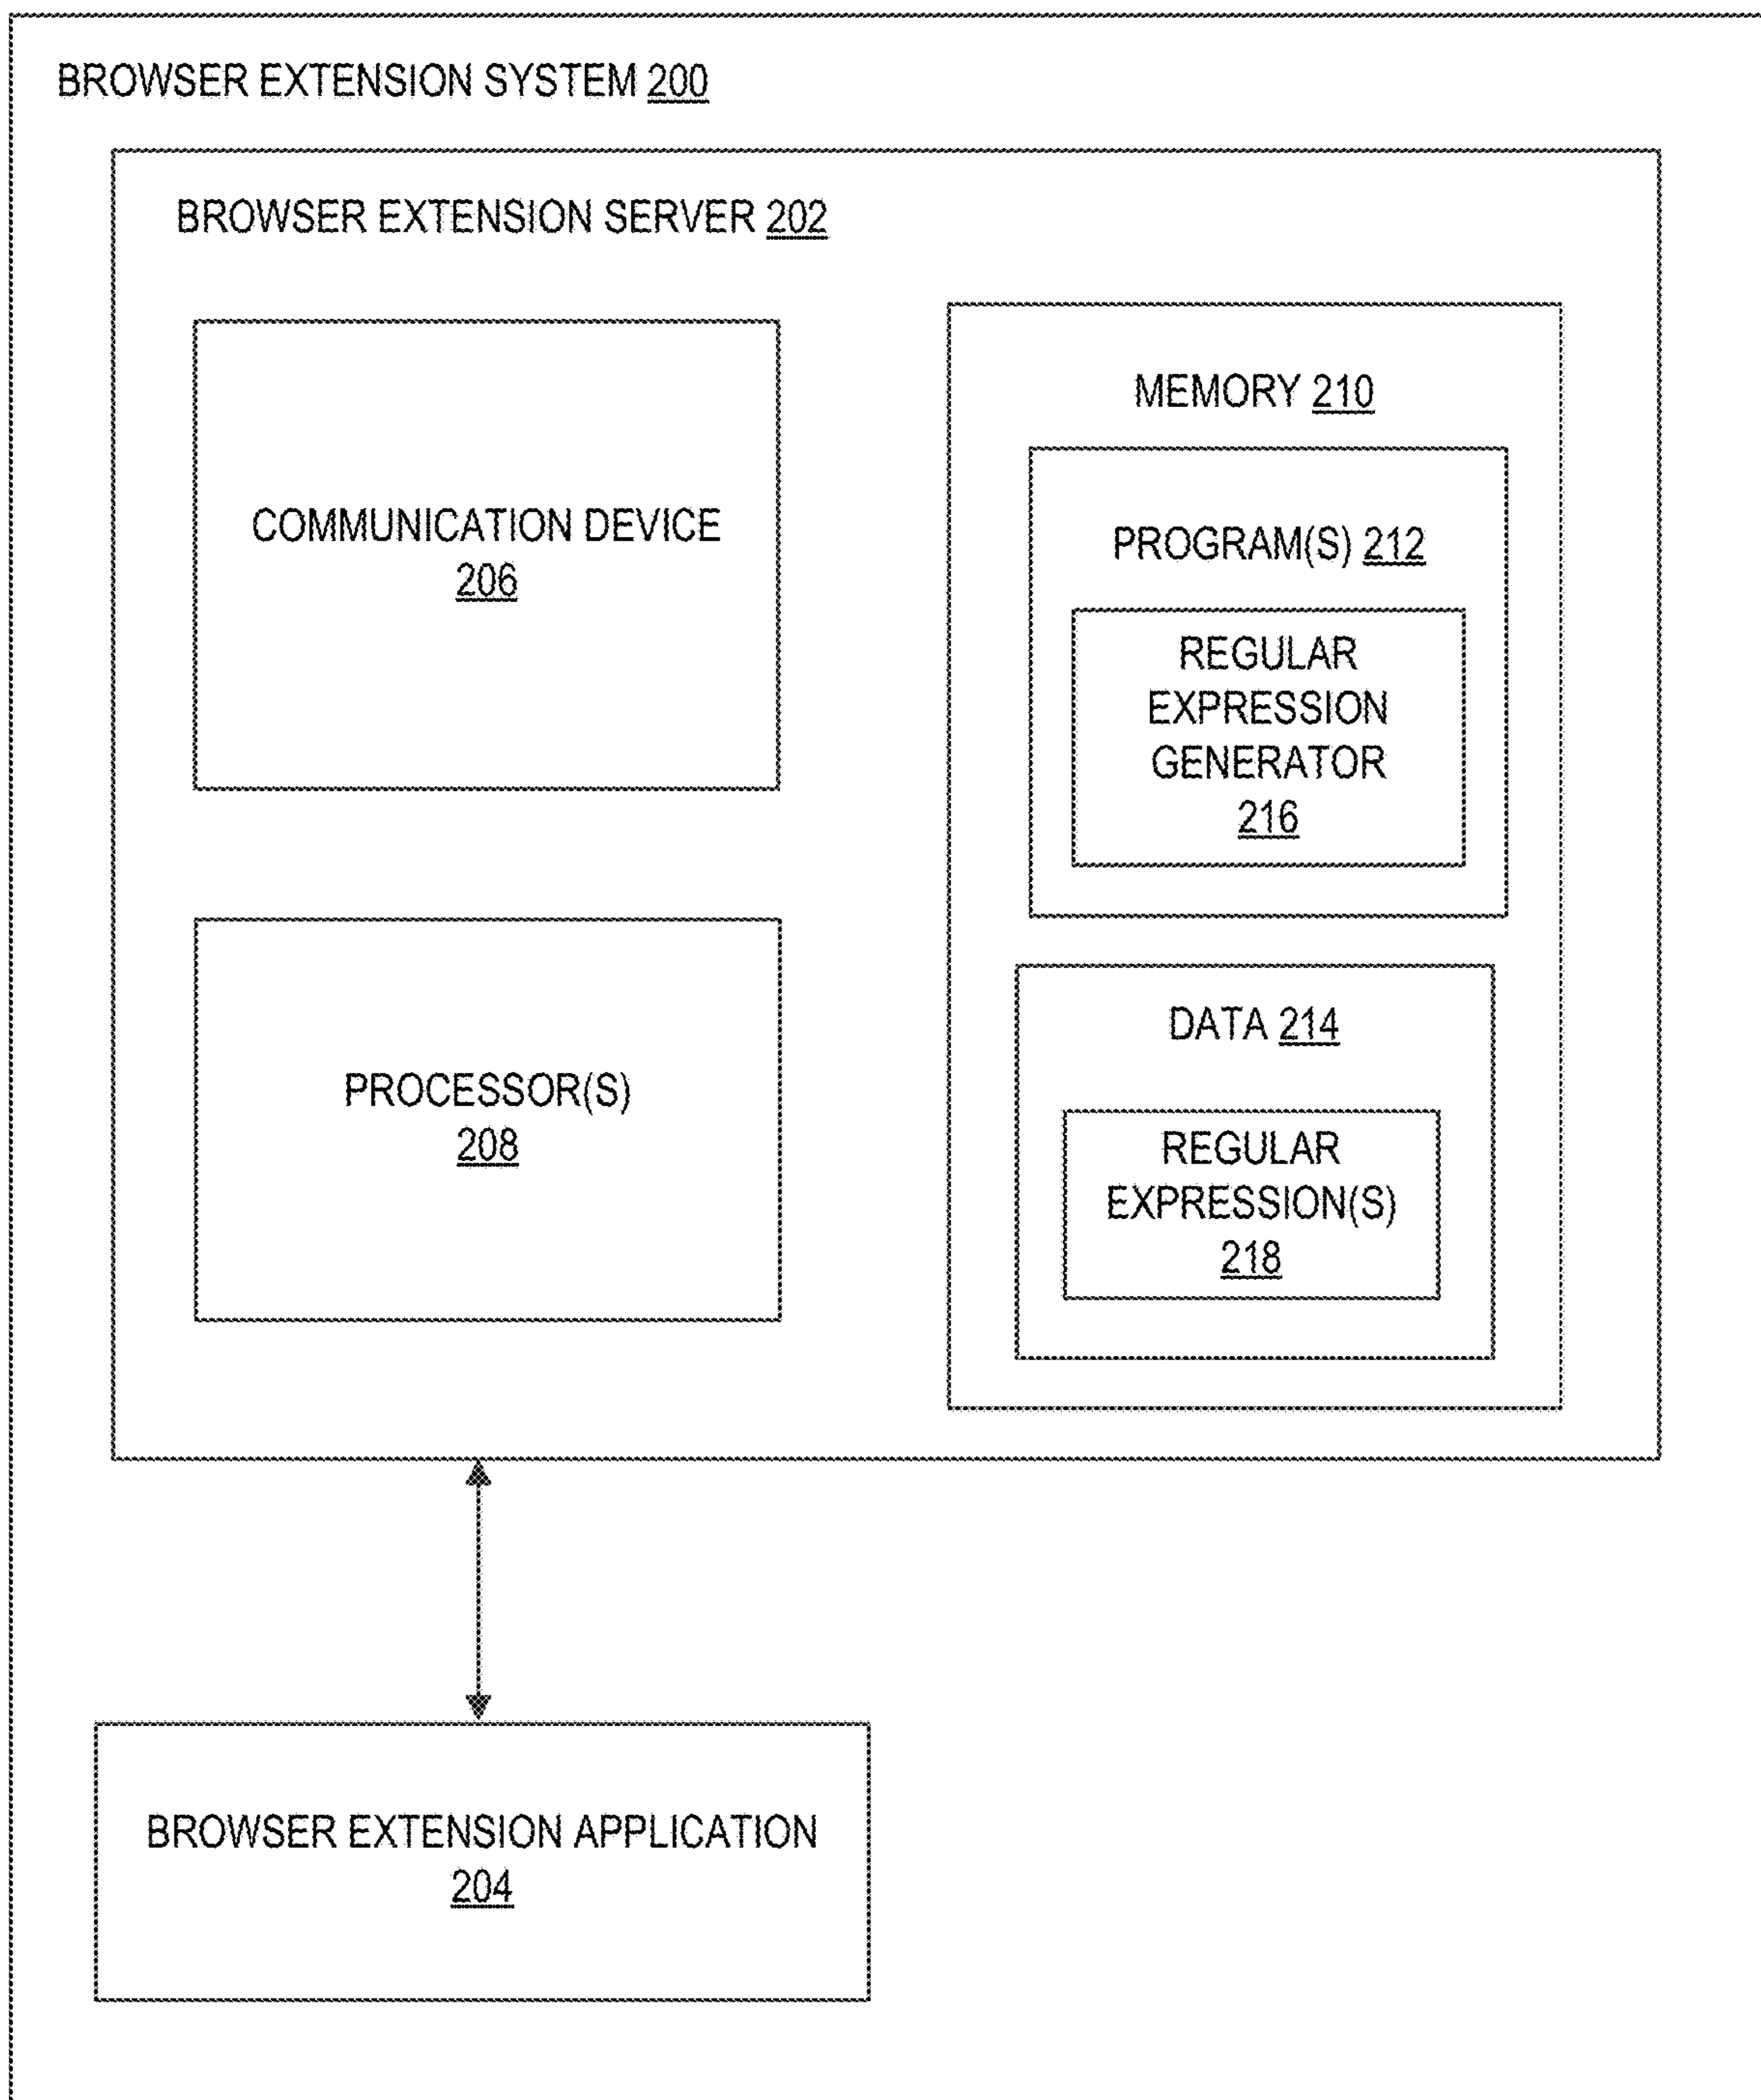 BROWSER EXTENSION SYSTEM 200
BROWSER EXTENSION SERVER 202
COMMUNICATION DEVICE
206
PROCESSOR(S)
208
MEMORY 210
PROGRAM(S) 212
REGULAR
EXPRESSION
GENERATOR
216
DATA 214
REGULAR
EXPRESSION(S)
218
BROWSER EXTENSION APPLICATION
204